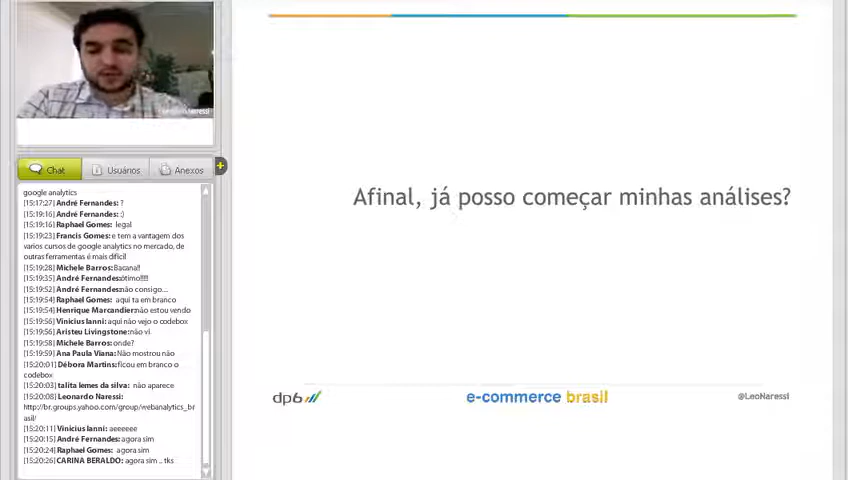 Chat
Usuários
Anexos
google analytics
[15:17:27] André Fernandes: ?
[15:19:16] André Fernandes: :)
[15:19:16] Raphael Gomes: legal
[15:19:23] Francis Gomes: e tem a vantagem dos
varios cursos de google analytics no mercado, de
outras ferramentas é mais dificil
[15:19:28] Michele Barros: Bacana!!
[15:19:35] André Fernandes: ótimo!!!!!
[15:19:52] André Fernandes: não consigo...
[15:19:54] Raphael Gomes: aqui ta em branco
[15:19:54] Henrique Marcandier: não estou vendo
[15:19:56] Vinicius Ianni: aqui não vejo o codebox
[15:19:56] Aristeu Livingstone: não vi
[15:19:58] Michele Barros: onde?
[15:19:59] Ana Paula Viana: Não mostrou não
[15:20:01] Débora Martins: ficou em branco o
codebox
[15:20:03] talita lemes da silva: não aparece
[15:20:08] Leonardo Naressi:
http://br.groups.yahoo.com/group/webanalytics_br
asil/
[15:20:11] Vinicius Ianni: aeeeeee
[15:20:15] André Fernandes: agora sim
[15:20:24] Raphael Gomes: agora sim
[15:20:26] CARINA BERALDO: agora sim .. tks
Afinal, já posso começar minhas análises?
dp6
e-commerce brasil
@LeoNaressi